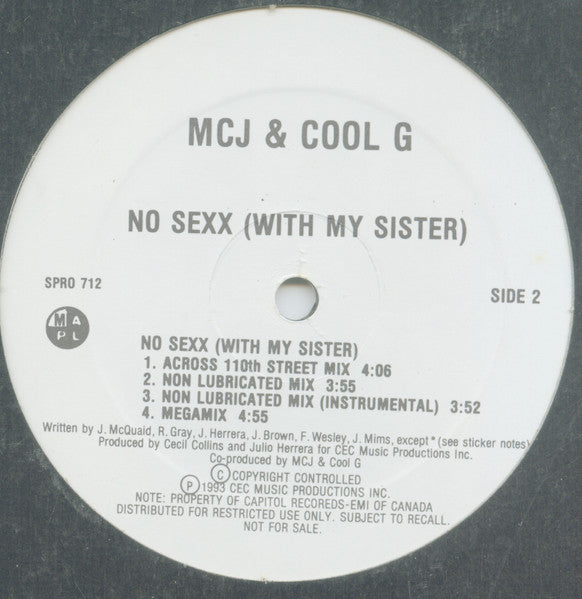 MCJ & COOL G
NO SEXX (WITH MY SISTER)
SPRO 712
SIDE 2
M A
P L
NO SEXX (WITH MY SISTER)
1. ACROSS 110th STREET MIX 4:06
2. NON LUBRICATED MIX 3:55
3. NON LUBRICATED MIX (INSTRUMENTAL) 3:52
4. MEGAMIX 4:55
Written by J. McQuaid, R. Gray, J. Herrera, J. Brown, F. Wesley, J. Mims, except * (see sticker notes)
Produced by Cecil Collins and Julio Herrera for CEC Music Productions Inc.
Co-produced by MCJ & Cool G
Ⓒ COPYRIGHT CONTROLLED
Ⓟ 1993 CEC MUSIC PRODUCTIONS INC.
NOTE: PROPERTY OF CAPITOL RECORDS-EMI OF CANADA
DISTRIBUTED FOR RESTRICTED USE ONLY. SUBJECT TO RECALL.
NOT FOR SALE.